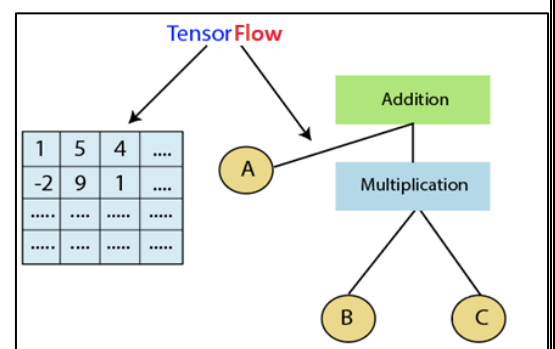 TensorFlow
Addition
1 5 4 ....
A
-2 9 1 ....
Multiplication
..... .... ..... .....
..... .... ..... .....
B C